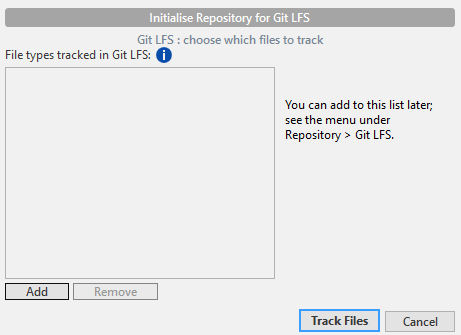 Initialise Repository for Git LFS
Git LFS : choose which files to track
File types tracked in Git LFS: i
You can add to this list later;
see the menu under
Repository > Git LFS.
Add Remove
Track Files Cancel